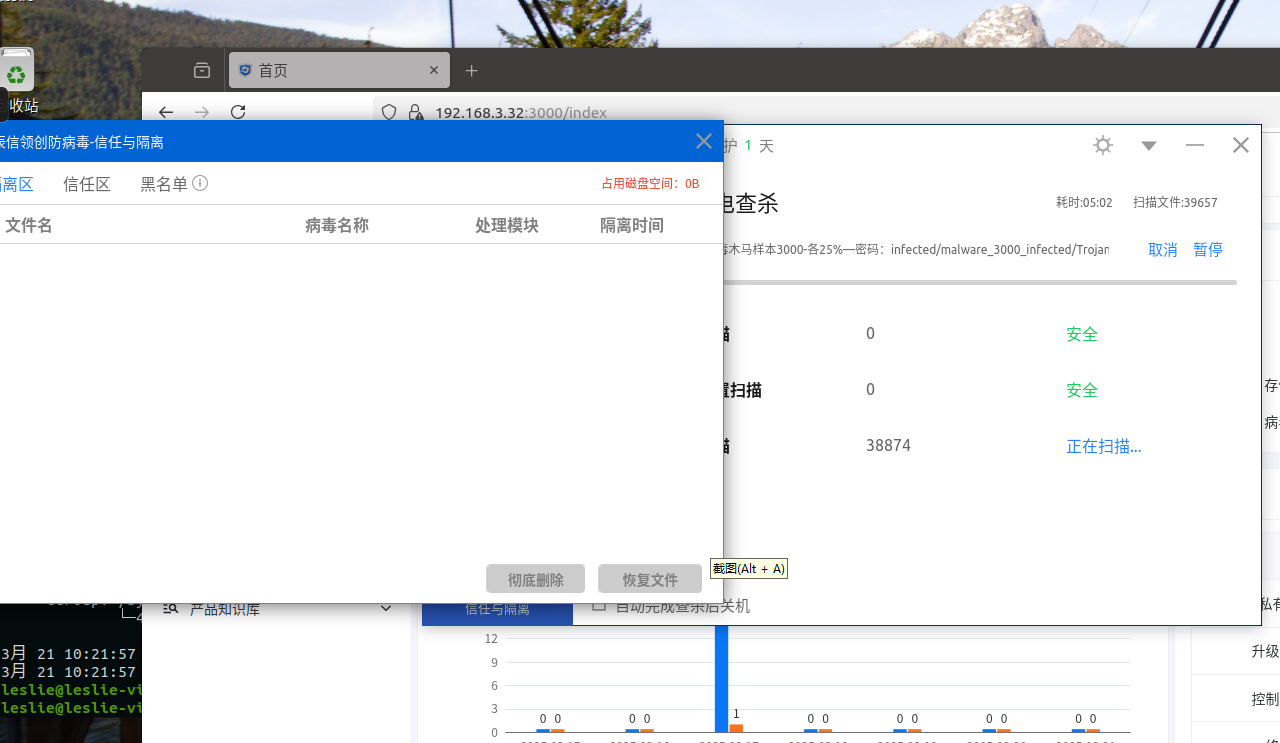 收站
首页
192.168.3.32:3000/index
辰信领创防病毒-信任与隔离
护 1 天
隔离区 信任区 黑名单
占用磁盘空间：0B
文件名 病毒名称 处理模块 隔离时间
电查杀
耗时:05:02 扫描文件:39657
毒木马样本3000-各25%—密码：infected/malware_3000_infected/Trojan
取消 暂停
描 0 安全
置扫描 0 安全
描 38874 正在扫描...
彻底删除 恢复文件
截图(Alt + A)
自动完成查杀后关机
信任与隔离
产品知识库
存
病
私有
升级
控制
3月 21 10:21:57
3月 21 10:21:57
leslie@leslie-vi
leslie@leslie-vi
12
9
6
3
0
0 0 0 0 1 0 0 0 0 0 0 0 0